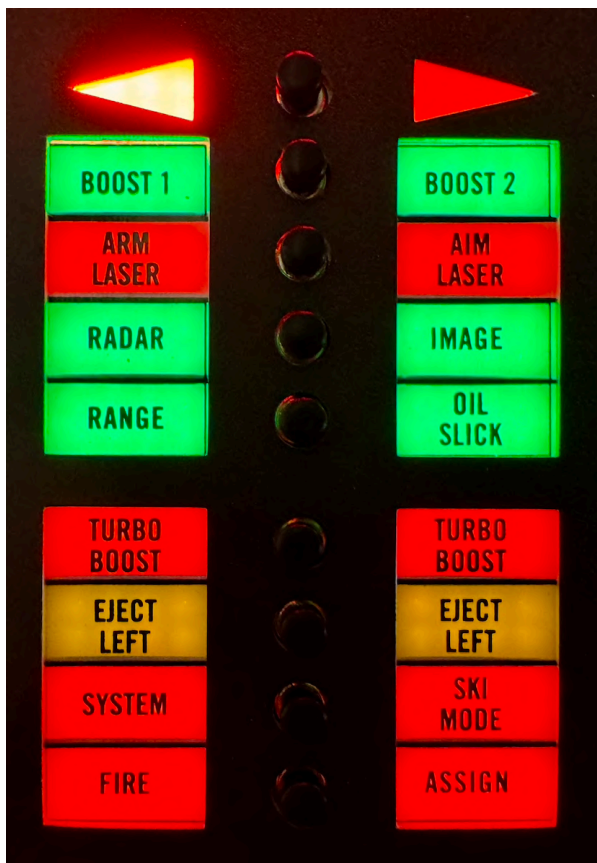 BOOST 1
BOOST 2
ARM
LASER
AIM
LASER
RADAR
IMAGE
RANGE
OIL
SLICK
TURBO
BOOST
TURBO
BOOST
EJECT
LEFT
EJECT
LEFT
SYSTEM
SKI
MODE
FIRE
ASSIGN